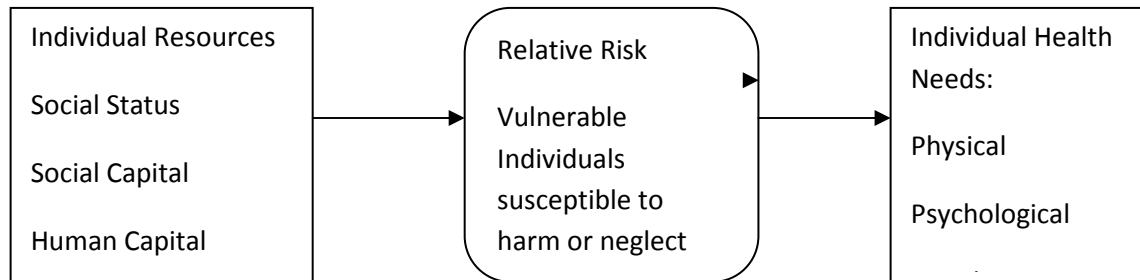 Individual Resources
Social Status
Social Capital
Human Capital
Relative Risk
Vulnerable
Individuals
susceptible to
harm or neglect
Individual Health
Needs:
Physical
Psychological